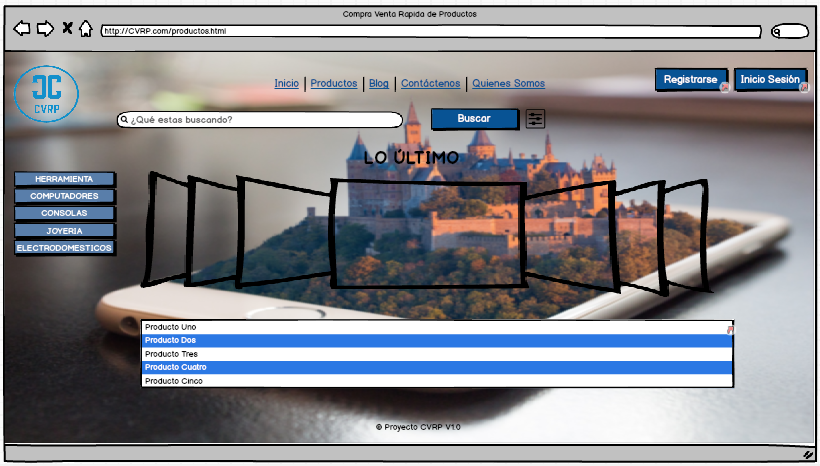 Compra Venta Rapida de Productos
http://CVRP.com/productos.html
CVRP
Inicio | Productos | Blog | Contáctenos | Quienes Somos
Registrarse
Inicio Sesión
¿Qué estas buscando?
Buscar
LO ÚLTIMO
HERRAMIENTA
COMPUTADORES
CONSOLAS
JOYERIA
ELECTRODOMESTICOS
Producto Uno
Producto Dos
Producto Tres
Producto Cuatro
Producto Cinco
© Proyecto CVRP V1.0